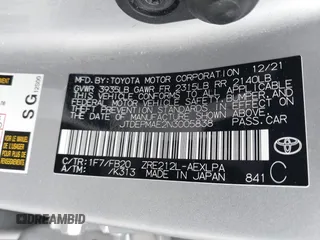 MFD. BY: TOYOTA MOTOR CORPORATION 12/21
GVWR 3935LB GAWR FR 2315LB RR 2140LB
THIS VEHICLE CONFORMS TO ALL APPLICABLE
FEDERAL MOTOR VEHICLE SAFETY, BUMPER, AND
THEFT PREVENTION STANDARDS IN EFFECT ON
THE DATE OF MANUFACTURE SHOWN ABOVE.
JTDEPMAE2N3005838 PASS.CAR
C/TR: 1F7/FB20 ZRE212L-AEXLPA
A/TM: /K313 MADE IN JAPAN 841 C
TOYOTA
SG